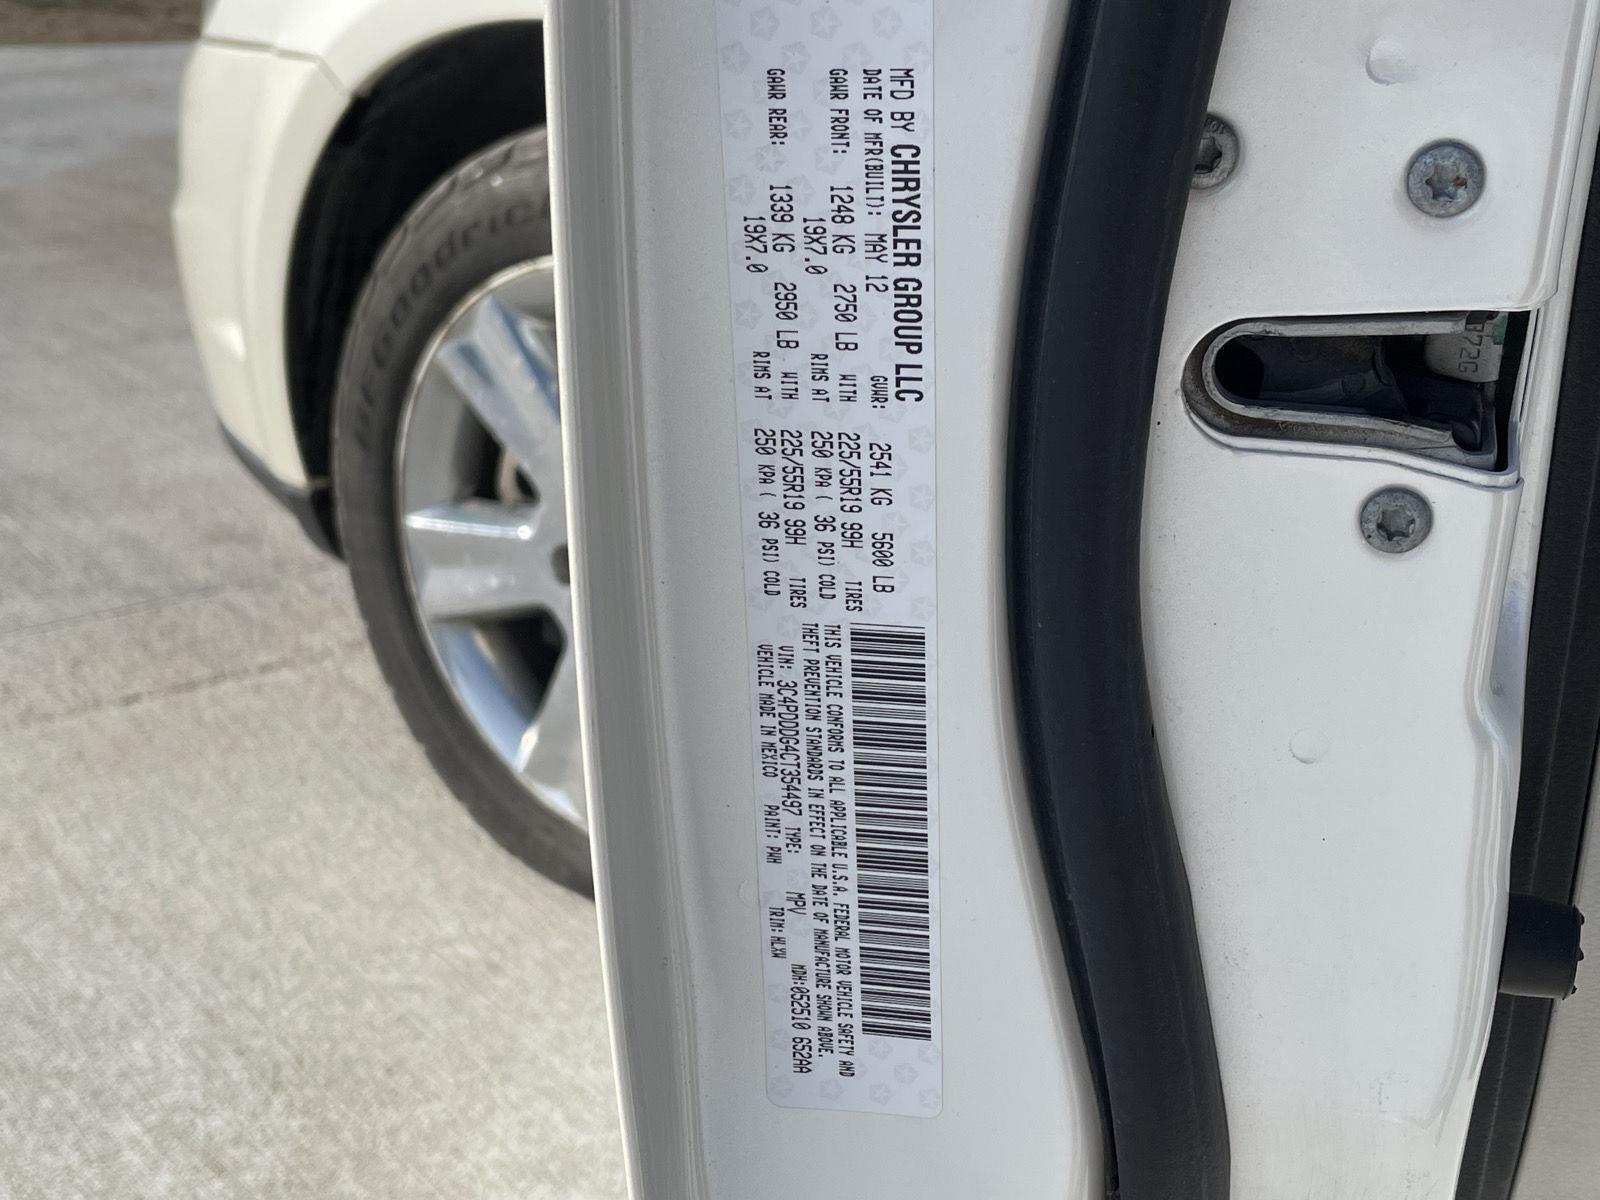 MFD BY CHRYSLER GROUP LLC
DATE OF MFR(BUILT): MAY 12 GVWR: 2541 KG 5600 LB
GAWR FRONT: 1248 KG 2750 LB WITH 225/55R19 99H TIRES
19X7.0 RIMS AT 250 KPA ( 36 PSI) COLD
GAWR REAR: 1339 KG 2950 LB WITH 225/55R19 99H TIRES
19X7.0 RIMS AT 250 KPA ( 36 PSI) COLD
THIS VEHICLE CONFORMS TO ALL APPLICABLE U.S.A. FEDERAL MOTOR VEHICLE SAFETY AND
THEFT PREVENTION STANDARDS IN EFFECT ON THE DATE OF MANUFACTURE SHOWN ABOVE.
VIN: 3C4PDDDG4CT354497 TYPE: MPV MDH:052510 652AA
VEHICLE MADE IN MEXICO PAINT: PWH TRIM: HLXW
BFGoodrich